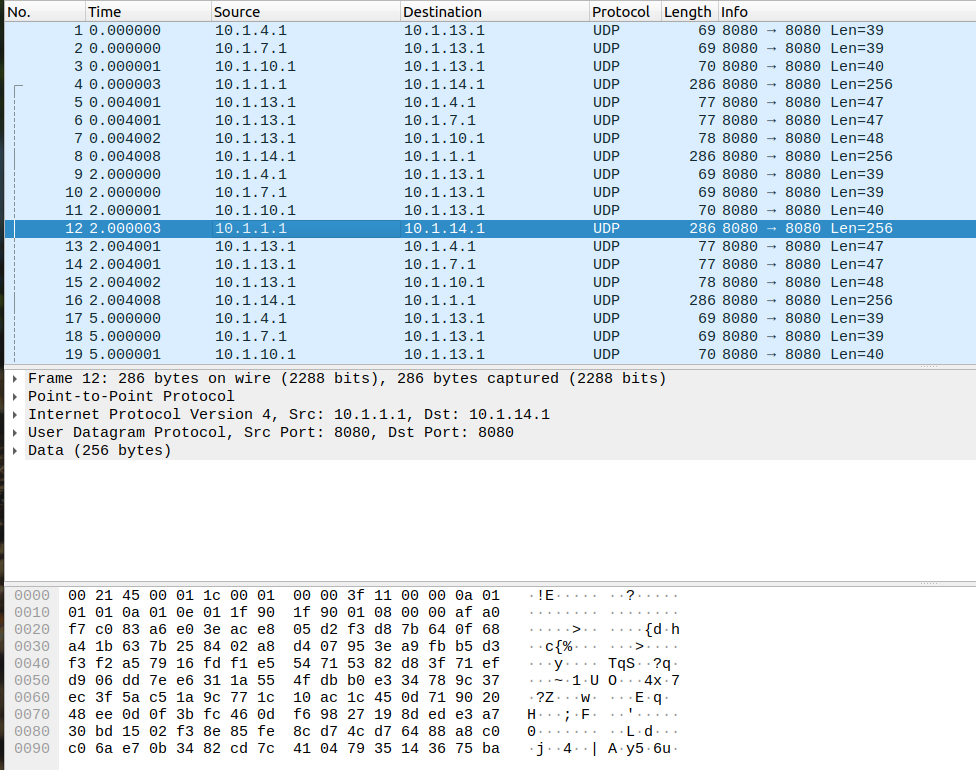 No. Time Source Destination Protocol Length Info
1 0.000000 10.1.4.1 10.1.13.1 UDP 69 8080 → 8080 Len=39
2 0.000000 10.1.7.1 10.1.13.1 UDP 69 8080 → 8080 Len=39
3 0.000001 10.1.10.1 10.1.13.1 UDP 70 8080 → 8080 Len=40
4 0.000003 10.1.1.1 10.1.14.1 UDP 286 8080 → 8080 Len=256
5 0.004001 10.1.13.1 10.1.4.1 UDP 77 8080 → 8080 Len=47
6 0.004001 10.1.13.1 10.1.7.1 UDP 77 8080 → 8080 Len=47
7 0.004002 10.1.13.1 10.1.10.1 UDP 78 8080 → 8080 Len=48
8 0.004008 10.1.14.1 10.1.1.1 UDP 286 8080 → 8080 Len=256
9 2.000000 10.1.4.1 10.1.13.1 UDP 69 8080 → 8080 Len=39
10 2.000000 10.1.7.1 10.1.13.1 UDP 69 8080 → 8080 Len=39
11 2.000001 10.1.10.1 10.1.13.1 UDP 70 8080 → 8080 Len=40
12 2.000003 10.1.1.1 10.1.14.1 UDP 286 8080 → 8080 Len=256
13 2.004001 10.1.13.1 10.1.4.1 UDP 77 8080 → 8080 Len=47
14 2.004001 10.1.13.1 10.1.7.1 UDP 77 8080 → 8080 Len=47
15 2.004002 10.1.13.1 10.1.10.1 UDP 78 8080 → 8080 Len=48
16 2.004008 10.1.14.1 10.1.1.1 UDP 286 8080 → 8080 Len=256
17 5.000000 10.1.4.1 10.1.13.1 UDP 69 8080 → 8080 Len=39
18 5.000000 10.1.7.1 10.1.13.1 UDP 69 8080 → 8080 Len=39
19 5.000001 10.1.10.1 10.1.13.1 UDP 70 8080 → 8080 Len=40
Frame 12: 286 bytes on wire (2288 bits), 286 bytes captured (2288 bits)
Point-to-Point Protocol
Internet Protocol Version 4, Src: 10.1.1.1, Dst: 10.1.14.1
User Datagram Protocol, Src Port: 8080, Dst Port: 8080
Data (256 bytes)
0000 00 21 45 00 01 1c 00 01 00 00 3f 11 00 00 0a 01 ·!E····· ··?·····
0010 01 01 0a 01 0e 01 1f 90 1f 90 01 08 00 00 af a0 ········ ········
0020 f7 c0 83 a6 e0 3e ac e8 05 d2 f3 d8 7b 64 0f 68 ·····>·· ····{d·h
0030 a4 1b 63 7b 25 84 02 a8 d4 07 95 3e a9 fb b5 d3 ··c{%··· ···>····
0040 f3 f2 a5 79 16 fd f1 e5 54 71 53 82 d8 3f 71 ef ···y···· TqS··?q·
0050 d9 06 dd 7e e6 31 1a 55 4f db b0 e3 34 78 9c 37 ···~·1·U O···4x·7
0060 ec 3f 5a c5 1a 9c 77 1c 10 ac 1c 45 0d 71 90 20 ·?Z···w· ···E·q·
0070 48 ee 0d 0f 3b fc 46 0d f6 98 27 19 8d ed e3 a7 H···;·F· ··'·····
0080 30 bd 15 02 f3 8e 85 fe 8c d7 4c d7 64 88 a8 c0 0······· ··L·d···
0090 c0 6a e7 0b 34 82 cd 7c 41 04 79 35 14 36 75 ba ·j··4··| A·y5·6u·